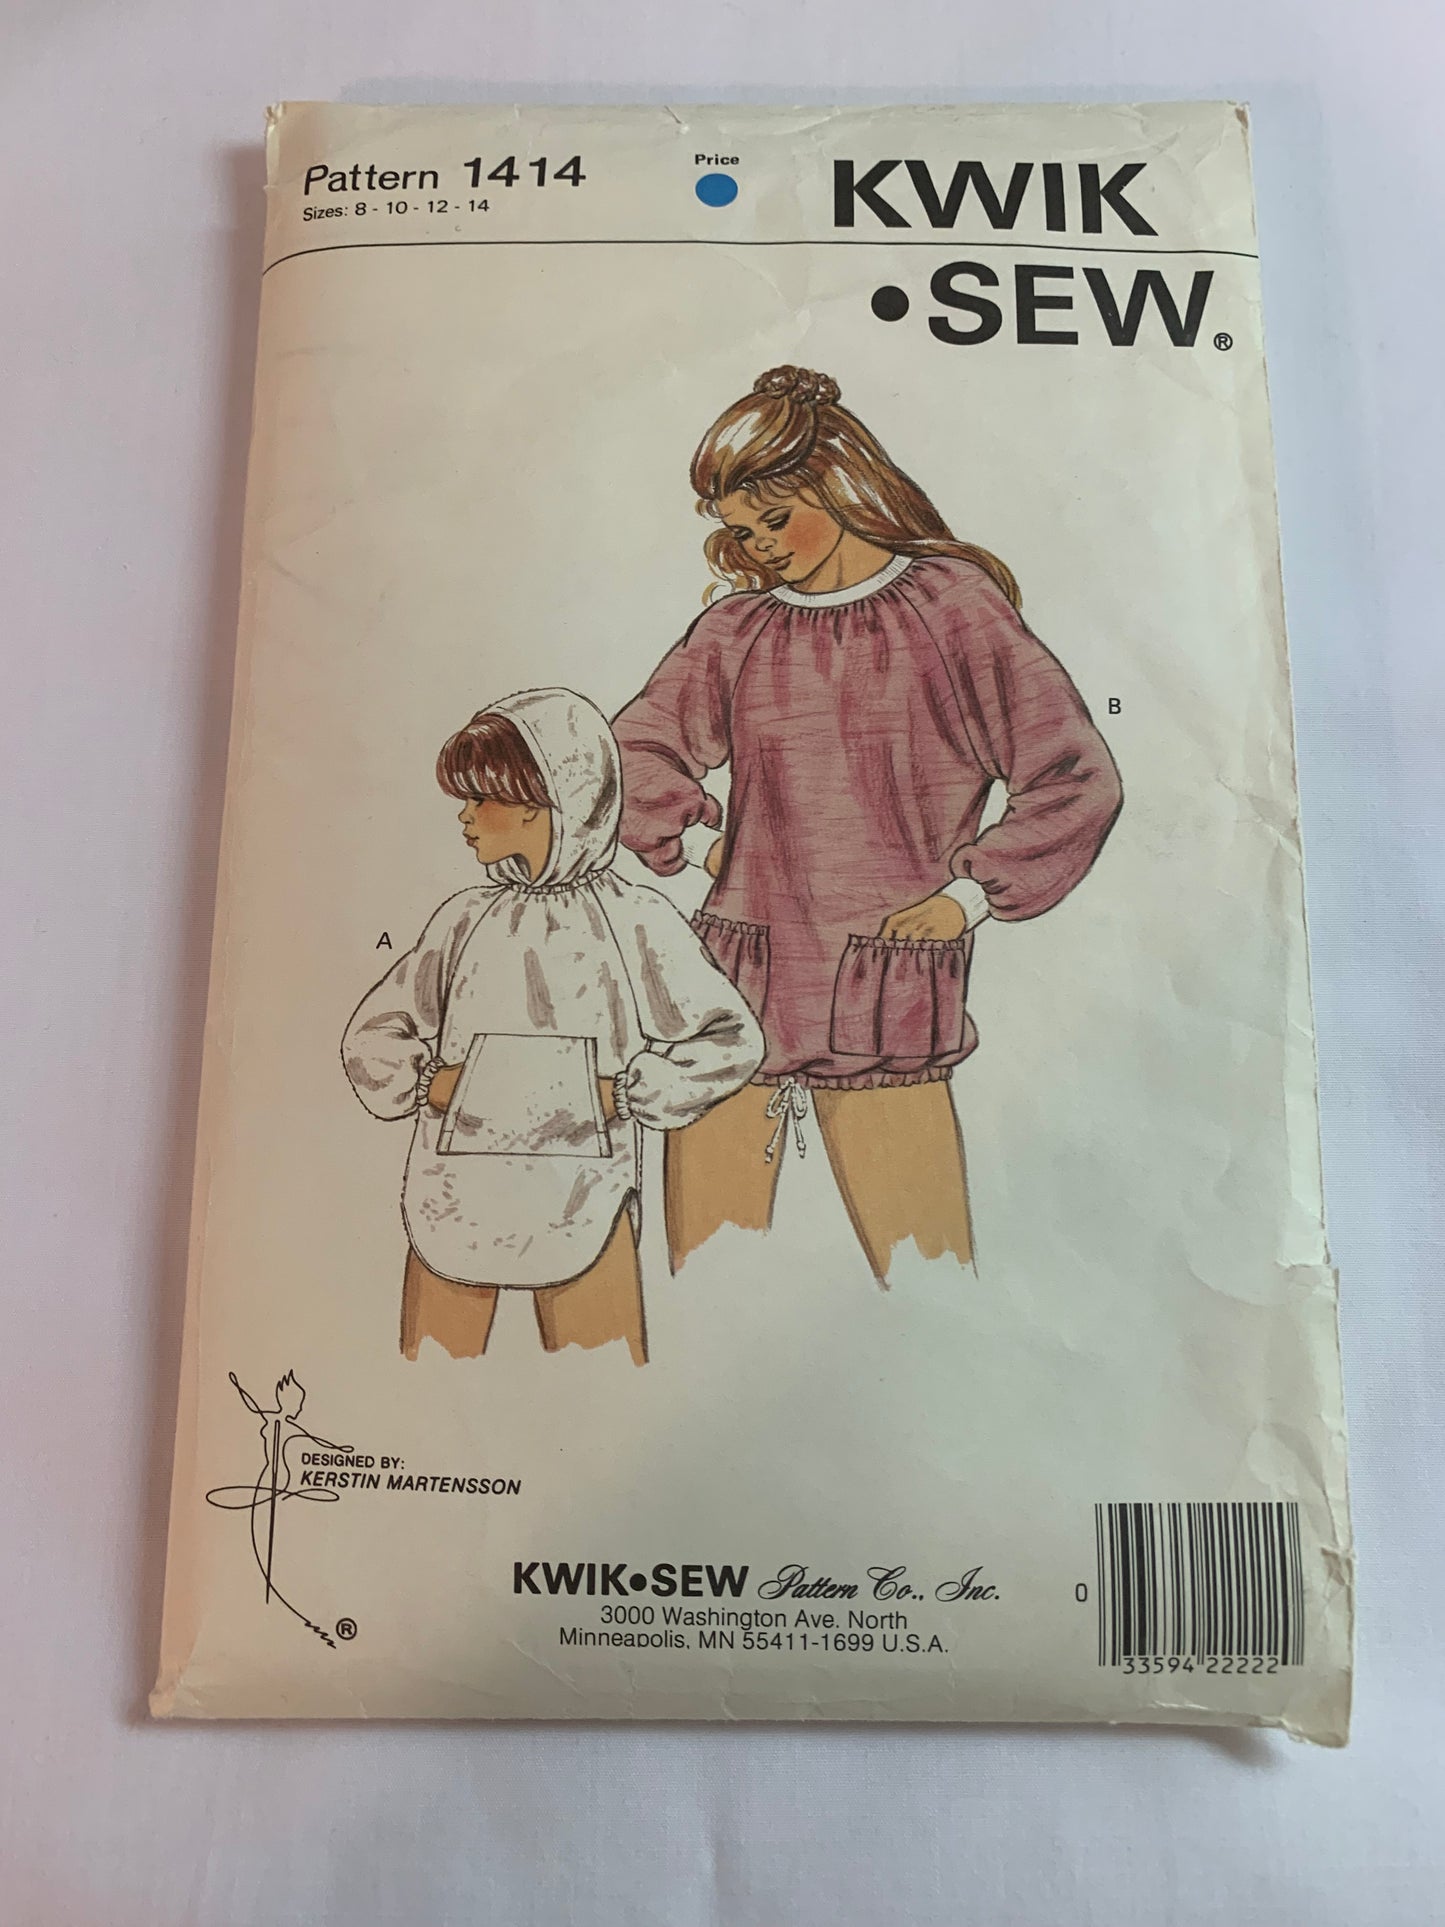 Pattern 1414
Sizes: 8 - 10 - 12 - 14
Price
KWIK
•SEW®
B
A
DESIGNED BY:
KERSTIN MARTENSSON
®
KWIK•SEW Pattern Co., Inc.
3000 Washington Ave. North
Minneapolis, MN 55411-1699 U.S.A.
0 33594 22222